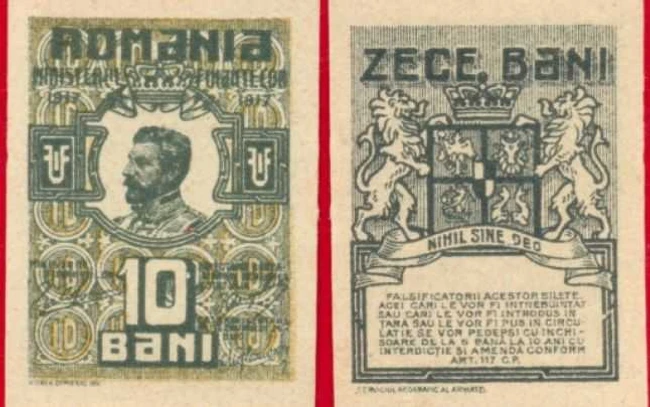 ROMANIA
MINISTERUL FINANTELOR
1917 1917
10
BANI
ZECE BANI
NIHIL SINE DEO
FALSIFICATORII ACESTOR BILETE,
ACEI CARI LE VOR FI INTREBUINTAT
SAU CARI LE VOR FI INTRODUS IN
TARA SAU LE VOR FI PUS IN CIRCU-
LATIE SE VOR PEDEPSI CU INCHI-
SOARE DE LA 5 PANA LA 10 ANI CU
INTERDICTIE SI AMENDA CONFORM
ART. 117 C.P.